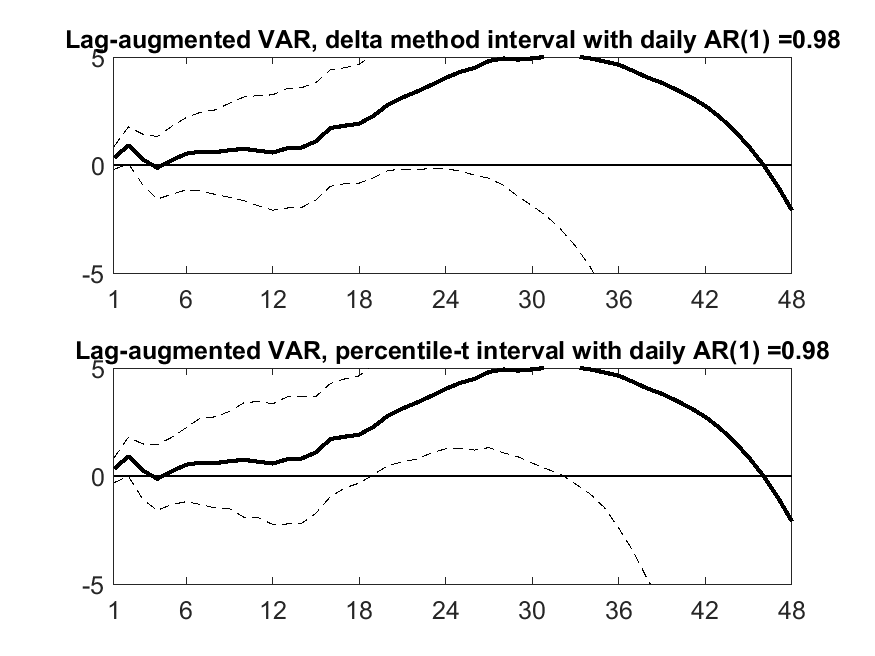 Lag-augmented VAR, delta method interval with daily AR(1) =0.98
5
0
-5
1 6 12 18 24 30 36 42 48
Lag-augmented VAR, percentile-t interval with daily AR(1) =0.98
5
0
-5
1 6 12 18 24 30 36 42 48